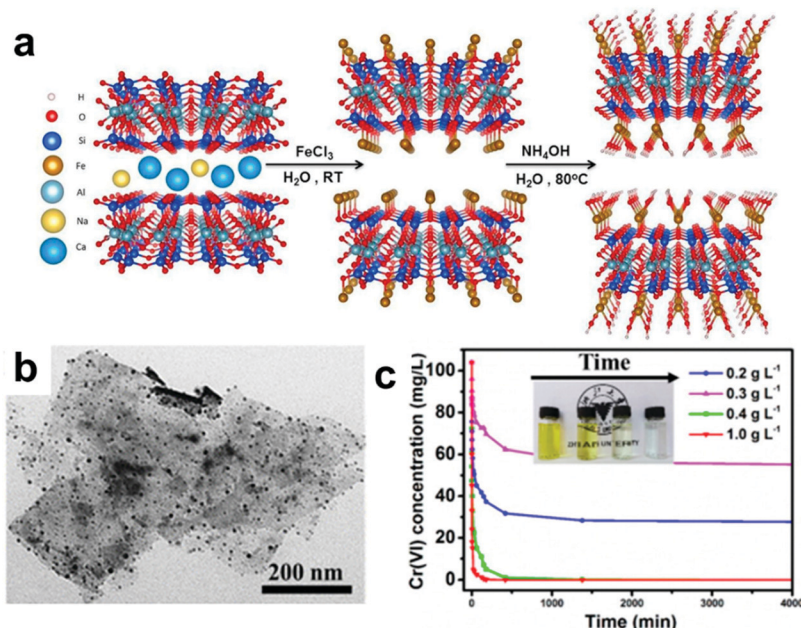 a
H
O
Si
Fe
Al
Na
Ca
FeCl₃
H₂O , RT
NH₄OH
H₂O , 80°C
b
200 nm
c
Time
0.2 g L⁻¹
0.3 g L⁻¹
0.4 g L⁻¹
1.0 g L⁻¹
Cr(VI) concentration (mg/L)
100
80
60
40
20
0
0
1000
2000
3000
4000
Time (min)